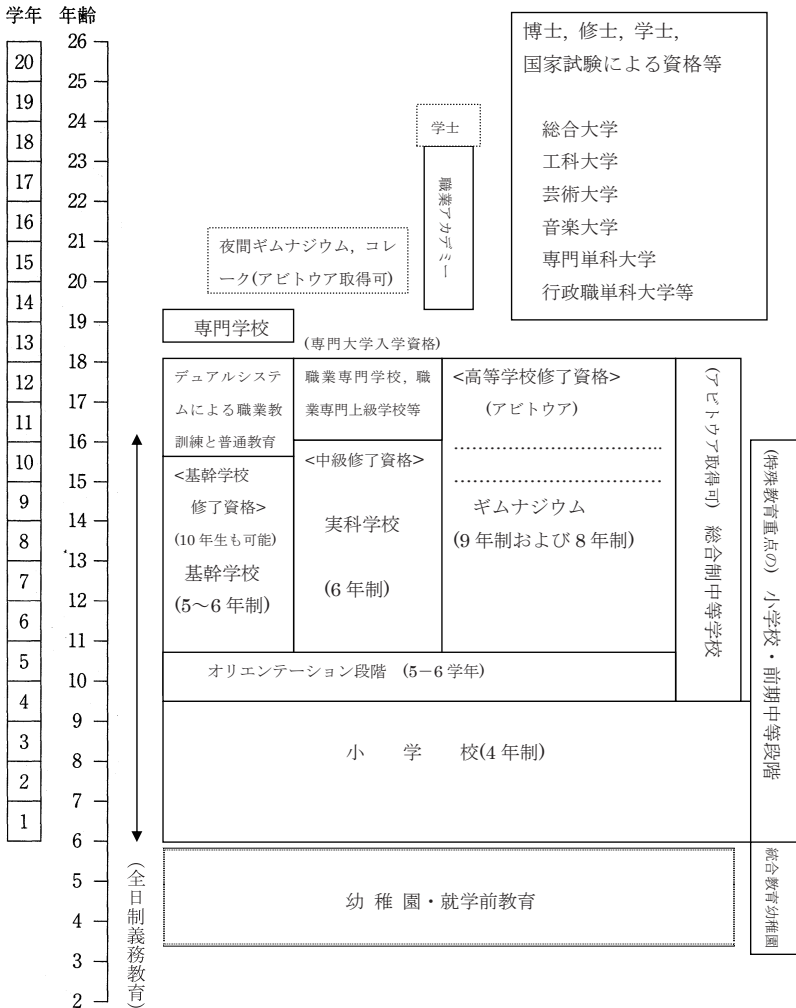 学年 年齢
26
20
25
19
24
18
23
17
22
16
21
15
20
14
19
13
18
12
17
11
16
10
15
9
14
8
13
7
12
6
11
5
10
4
9
3
8
2
7
1
6
5
4
3
2
(全日制義務教育)
博士, 修士, 学士,
国家試験による資格等
総合大学
工科大学
芸術大学
音楽大学
専門単科大学
行政職単科大学等
学士
職業アカデミー
夜間ギムナジウム, コレ
ーク(アビトウア取得可)
専門学校
(専門大学入学資格)
デュアルシステ
ムによる職業教
訓練と普通教育
職業専門学校, 職
業専門上級学校等
<高等学校修了資格>
(アビトウア)
<基幹学校
修了資格>
(10 年生も可能)
基幹学校
(5～6 年制)
<中級修了資格>
実科学校
(6 年制)
ギムナジウム
(9 年制および 8 年制)
(アビトウア取得可) 総合制中等学校
(特殊教育重点の) 小学校・前期中等段階
オリエンテーション段階 (5－6 学年)
小 学 校(4 年制)
幼 稚 園・就学前教育
統合教育幼稚園